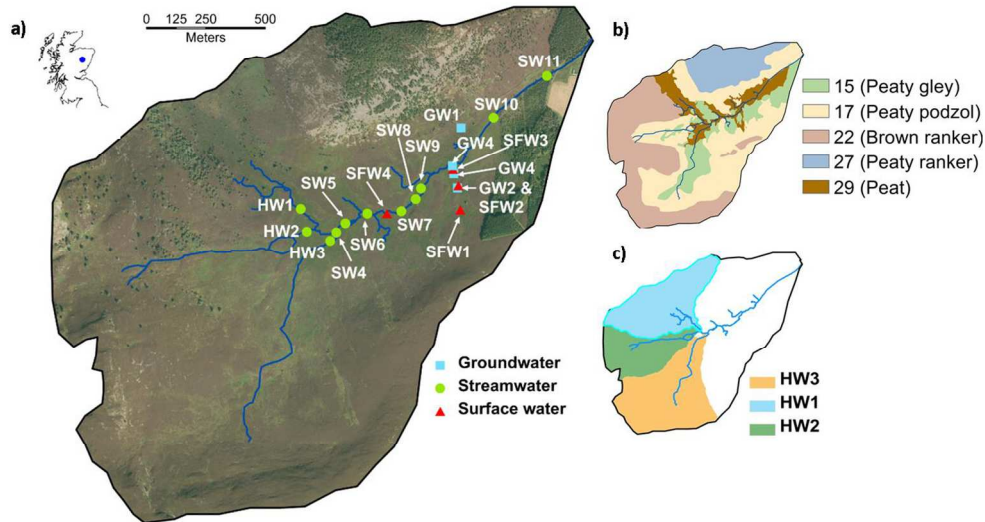 a)
0 125 250 500
Meters
SW11
SW10
GW1
SW8
GW4
SFW3
SW9
SFW4
GW4
SW5
GW2 &
SFW2
HW1
SW7
HW2
SW6
SFW1
HW3
SW4
Groundwater
Streamwater
Surface water
b)
15 (Peaty gley)
17 (Peaty podzol)
22 (Brown ranker)
27 (Peaty ranker)
29 (Peat)
c)
HW3
HW1
HW2